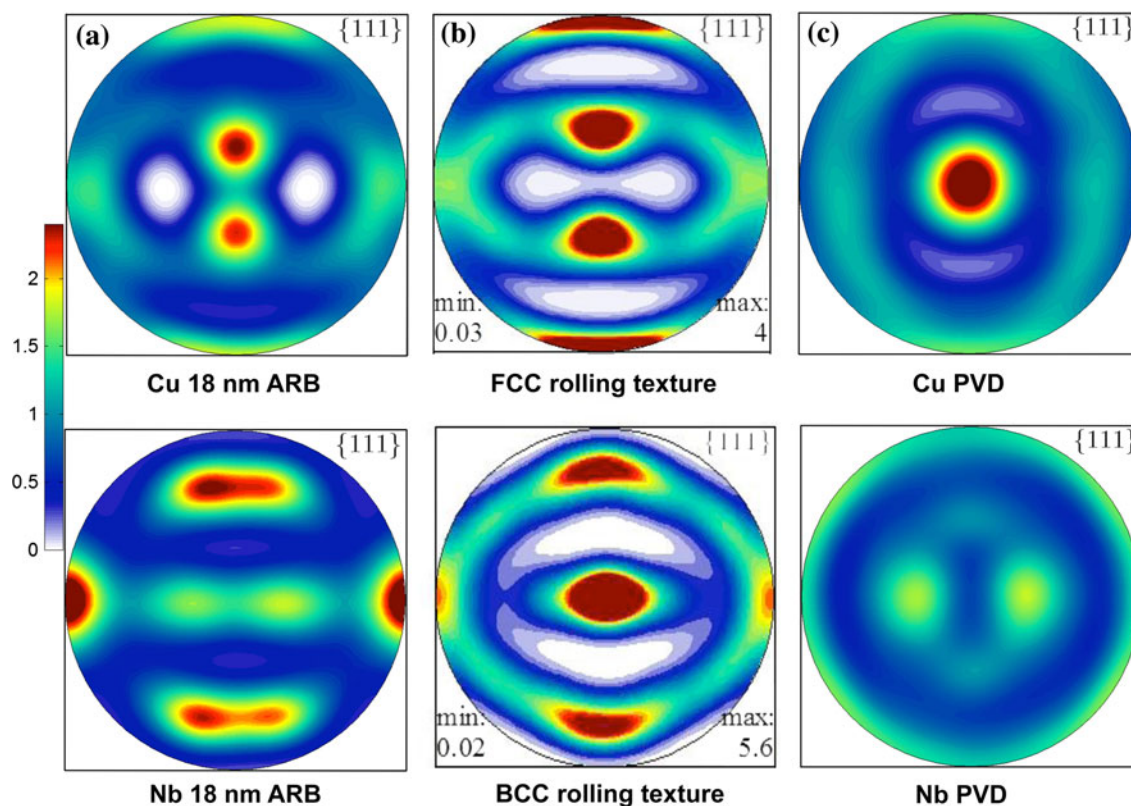 (a)
{111}
(b)
{111}
(c)
{111}
2
1.5
1
0.5
0
min:
0.03
max:
4
Cu 18 nm ARB
FCC rolling texture
Cu PVD
{111}
{111}
{111}
min:
0.02
max:
5.6
Nb 18 nm ARB
BCC rolling texture
Nb PVD